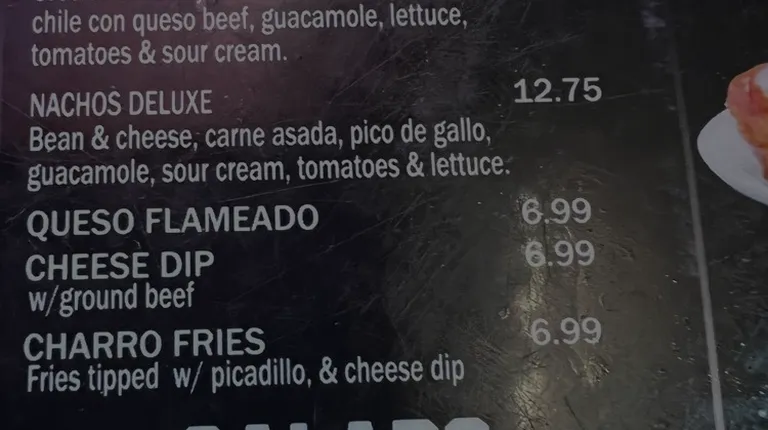 chile con queso beef, guacamole, lettuce,
tomatoes & sour cream.
NACHOS DELUXE 12.75
Bean & cheese, carne asada, pico de gallo,
guacamole, sour cream, tomatoes & lettuce.
QUESO FLAMEADO 6.99
CHEESE DIP 6.99
w/ground beef
CHARRO FRIES 6.99
Fries tipped w/ picadillo, & cheese dip